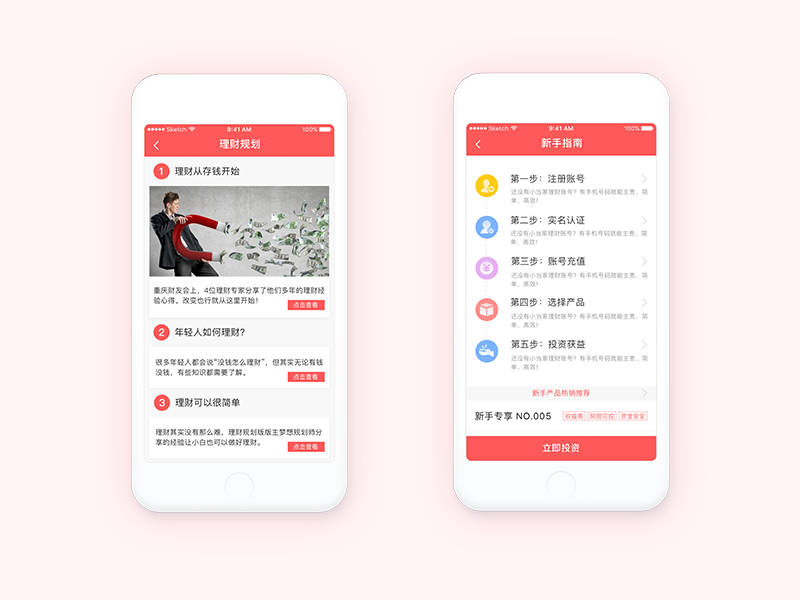 Sketch 9:41 AM 100%
理财规划
1 理财从存钱开始
重庆财友会上，4位理财专家分享了他们多年的理财经
验心得。改变也行就从这里开始！
点击查看
2 年轻人如何理财?
很多年轻人都会说“没钱怎么理财”，但其实无论有钱
没钱，有些知识都需要了解。
点击查看
3 理财可以很简单
理财其实没有那么难，理财规划版版主梦想规划师分
享的经验让小白也可以做好理财。
点击查看
Sketch 9:41 AM 100%
新手指南
第一步：注册账号
还没有小当家理财账号？有手机号码就能主责，简
单、高效！
第二步：实名认证
还没有小当家理财账号？有手机号码就能主责，简
单、高效！
第三步：账号充值
还没有小当家理财账号？有手机号码就能主责，简
单、高效！
第四步：选择产品
还没有小当家理财账号？有手机号码就能主责，简
单、高效！
第五步：投资获益
还没有小当家理财账号？有手机号码就能主责，简
单、高效！
新手产品热销推荐
新手专享 NO.005 收益高 风险可控 资金安全
立即投资